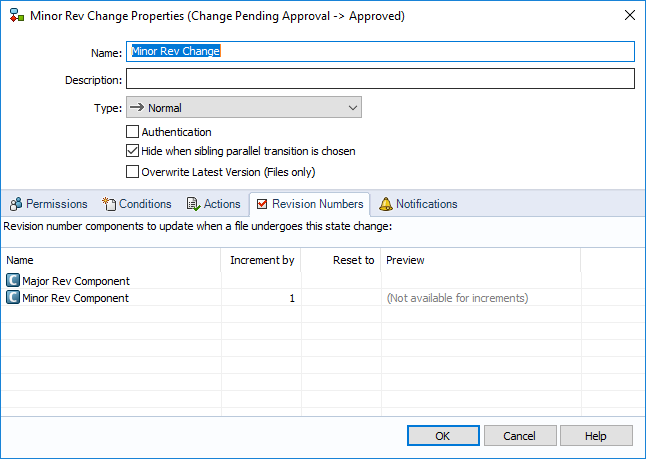 Minor Rev Change Properties (Change Pending Approval -> Approved)
Name: Minor Rev Change
Description:
Type: Normal
Authentication
Hide when sibling parallel transition is chosen
Overwrite Latest Version (Files only)
Permissions Conditions Actions Revision Numbers Notifications
Revision number components to update when a file undergoes this state change:
Name Increment by Reset to Preview
C Major Rev Component
C Minor Rev Component 1 (Not available for increments)
OK Cancel Help